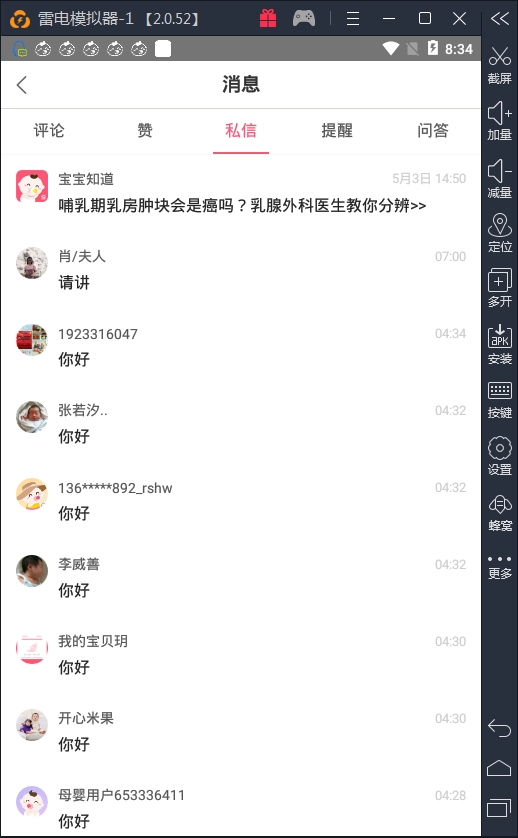 雷电模拟器-1 【2.0.52】
8:34
消息
评论 赞 私信 提醒 问答
宝宝知道 5月3日 14:50
哺乳期乳房肿块会是癌吗？乳腺外科医生教你分辨>>
肖/夫人 07:00
请讲
1923316047 04:34
你好
张若汐.. 04:32
你好
136*****892_rshw 04:32
你好
李威善 04:32
你好
我的宝贝玥 04:30
你好
开心米果 04:30
你好
母婴用户653336411 04:28
你好
截屏
加量
减量
定位
多开
APK
安装
按键
设置
蜂窝
更多